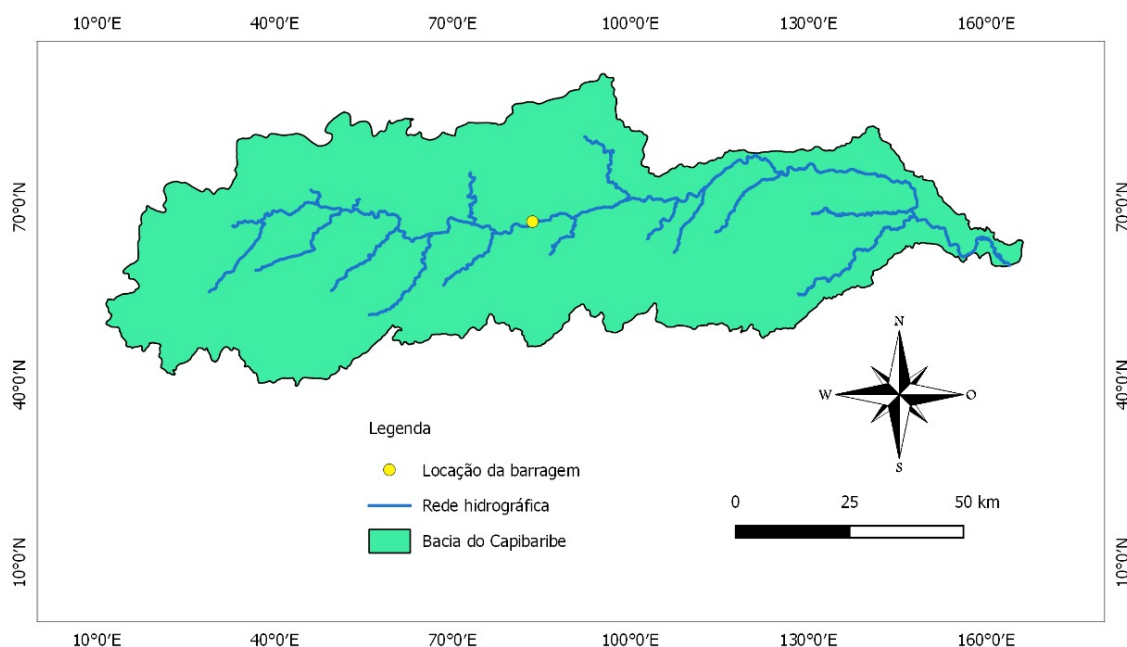 10°0′E 40°0′E 70°0′E 100°0′E 130°0′E 160°0′E
70°0′N 70°0′N
40°0′N 40°0′N
N
W O
S
Legenda
Locação da barragem
Rede hidrográfica
Bacia do Capibaribe
0 25 50 km
10°0′N 10°0′N
10°0′E 40°0′E 70°0′E 100°0′E 130°0′E 160°0′E